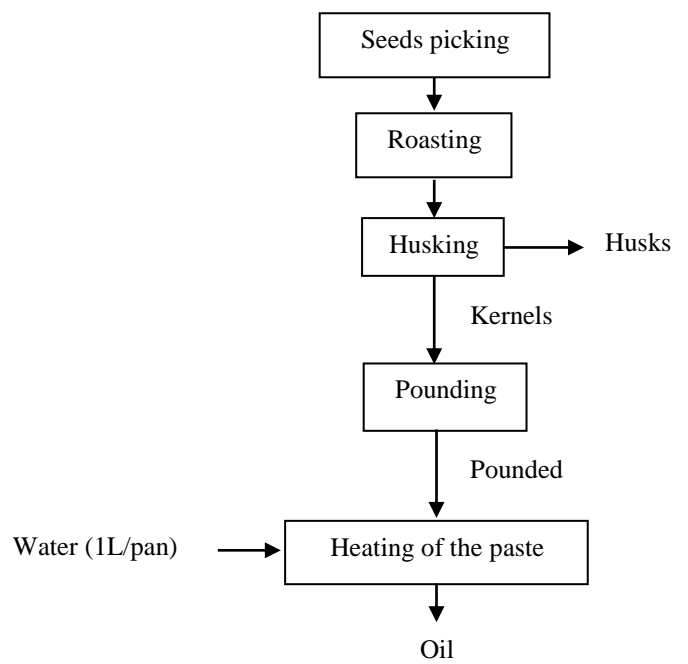 Seeds picking
Roasting
Husking
Husks
Kernels
Pounding
Pounded
Water (1L/pan)
Heating of the paste
Oil